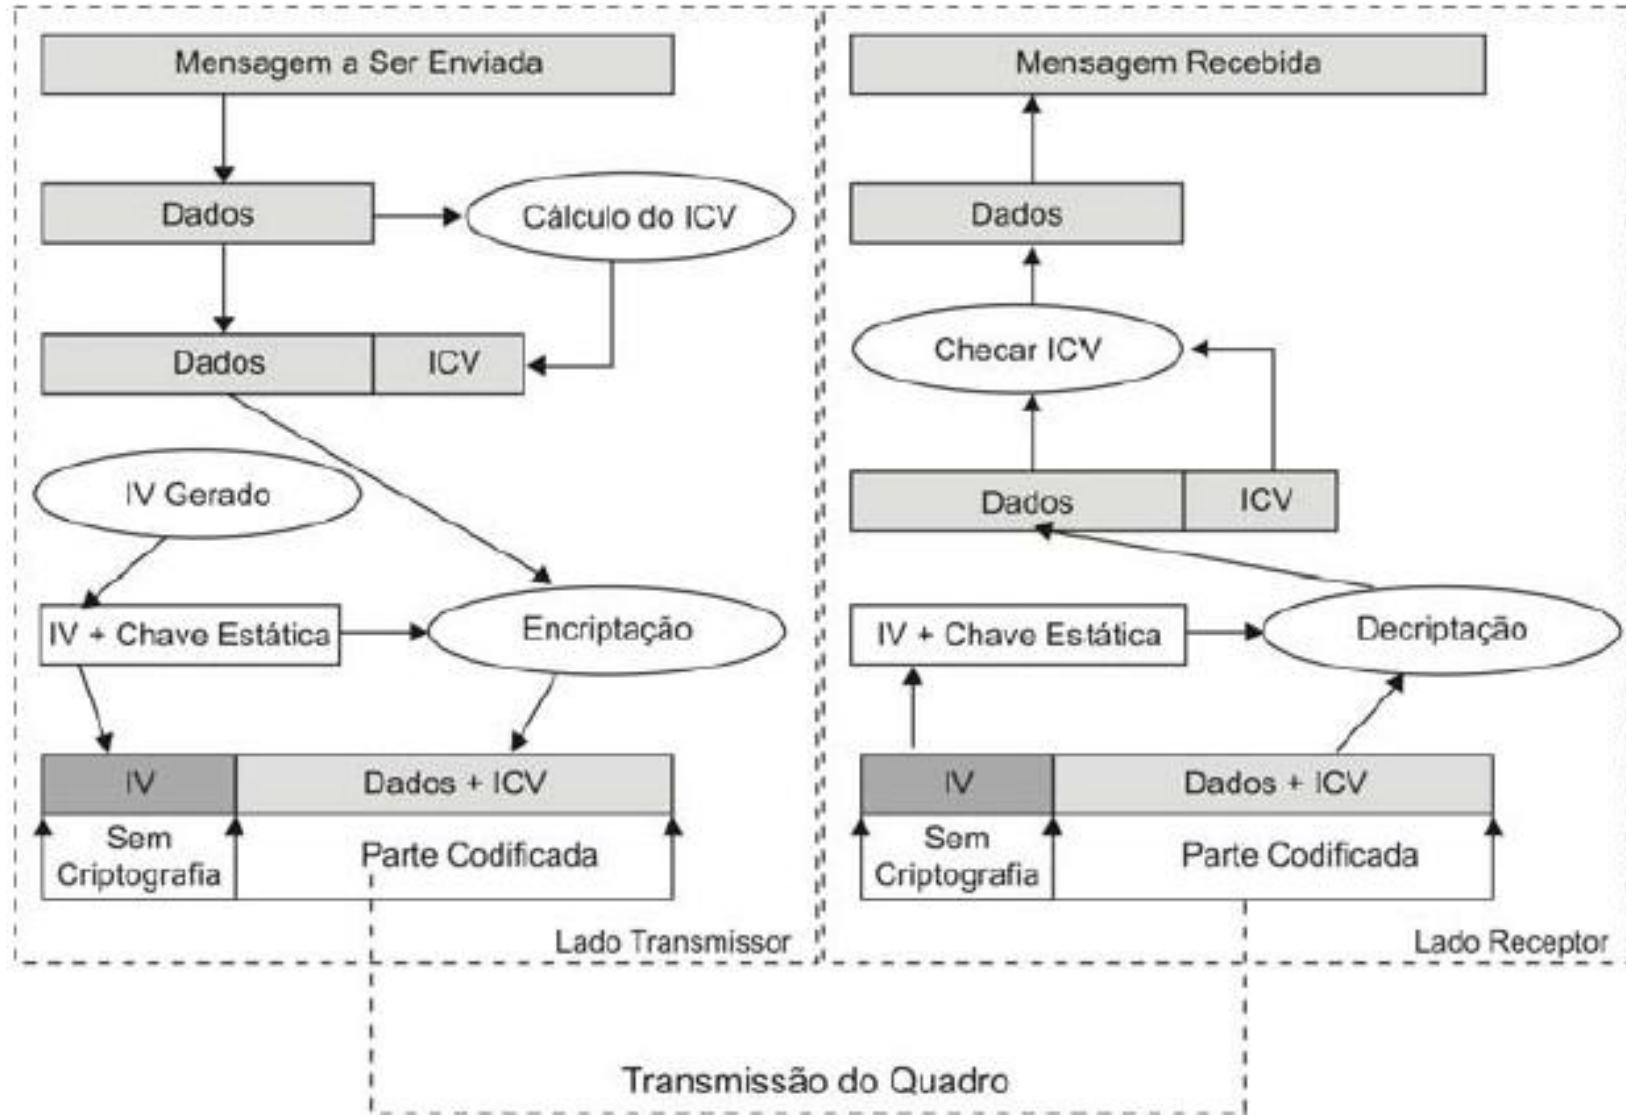 Mensagem a Ser Enviada
Dados
Cálculo do ICV
Dados
ICV
IV Gerado
IV + Chave Estática
Encriptação
IV
Dados + ICV
Sem
Criptografia
Parte Codificada
Lado Transmissor
Mensagem Recebida
Dados
Checar ICV
Dados
ICV
IV + Chave Estática
Decriptação
IV
Dados + ICV
Sem
Criptografia
Parte Codificada
Lado Receptor
Transmissão do Quadro